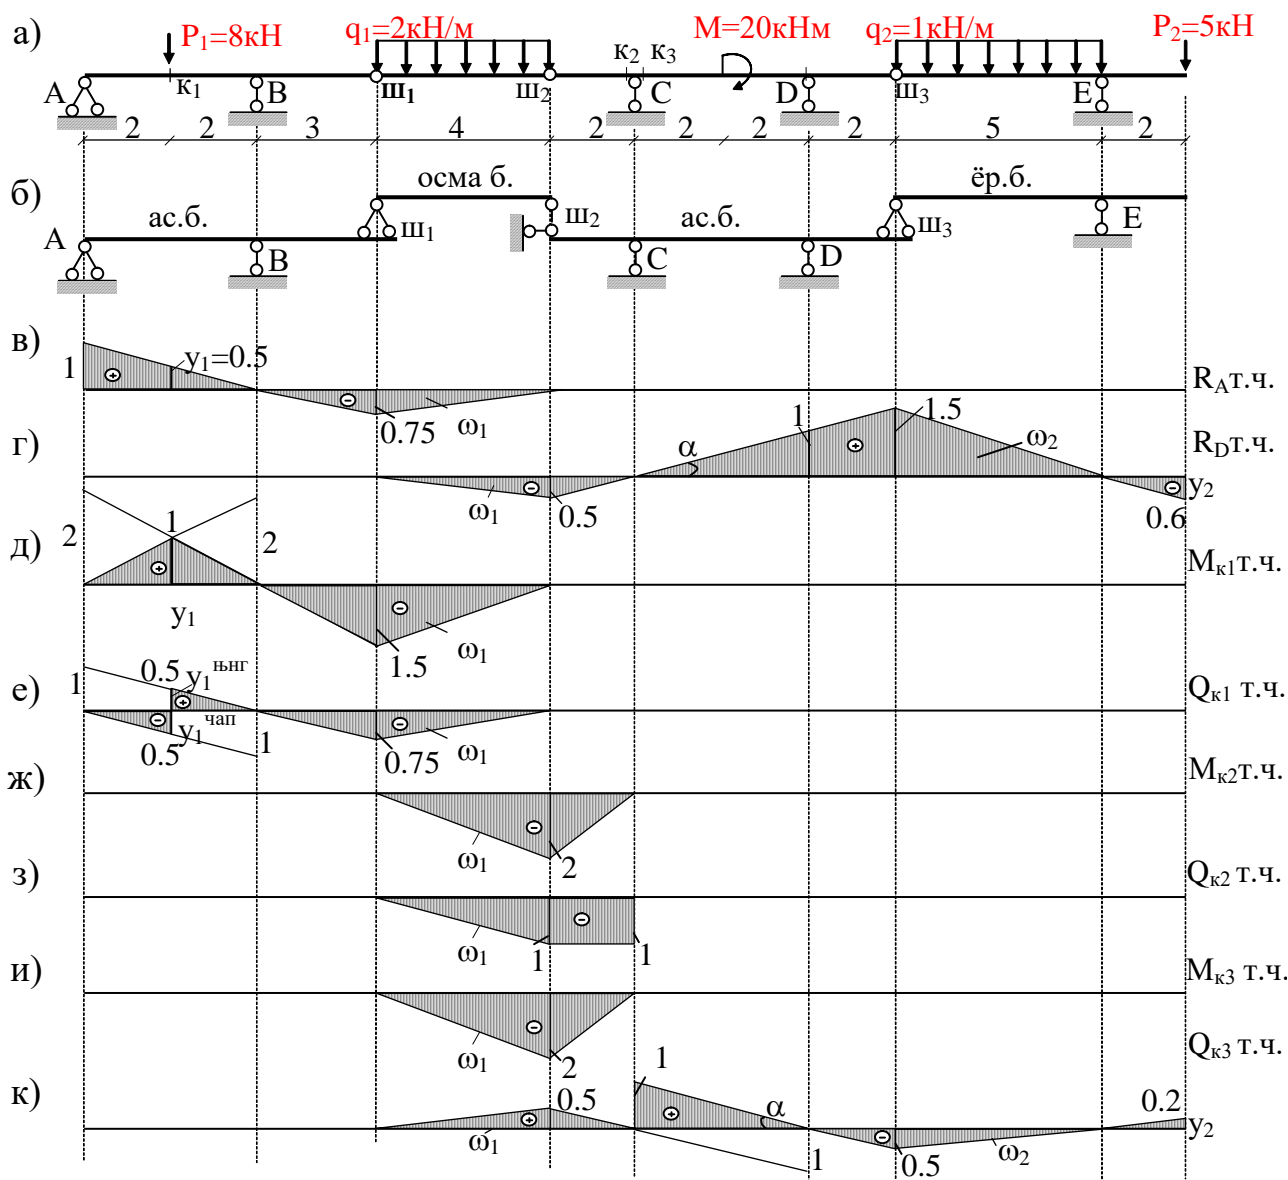 а)
P₁=8кН
q₁=2кН/м
M=20кНм
q₂=1кН/м
P₂=5кН
к₂ к₃
A
к₁
B
ш₁
ш₂
C
D
ш₃
E
2 2 3 4 2 2 2 2 5 2
б)
осма б.
ёр.б.
ас.б.
ас.б.
A
B
ш₁
ш₂
C
D
ш₃
E
в)
1
y₁=0.5
0.75
ω₁
R_A т.ч.
г)
ω₁
0.5
α
1
1.5
ω₂
R_D т.ч.
y₂
0.6
д)
2
1
2
y₁
1.5
ω₁
M_к1 т.ч.
е)
1
0.5
y₁ њнг
0.5
y₁ чап
1
0.75
ω₁
Q_к1 т.ч.
ж)
ω₁
2
M_к2 т.ч.
з)
ω₁
1
1
Q_к2 т.ч.
и)
ω₁
2
M_к3 т.ч.
к)
ω₁
0.5
1
α
1
0.5
ω₂
0.2
y₂
Q_к3 т.ч.